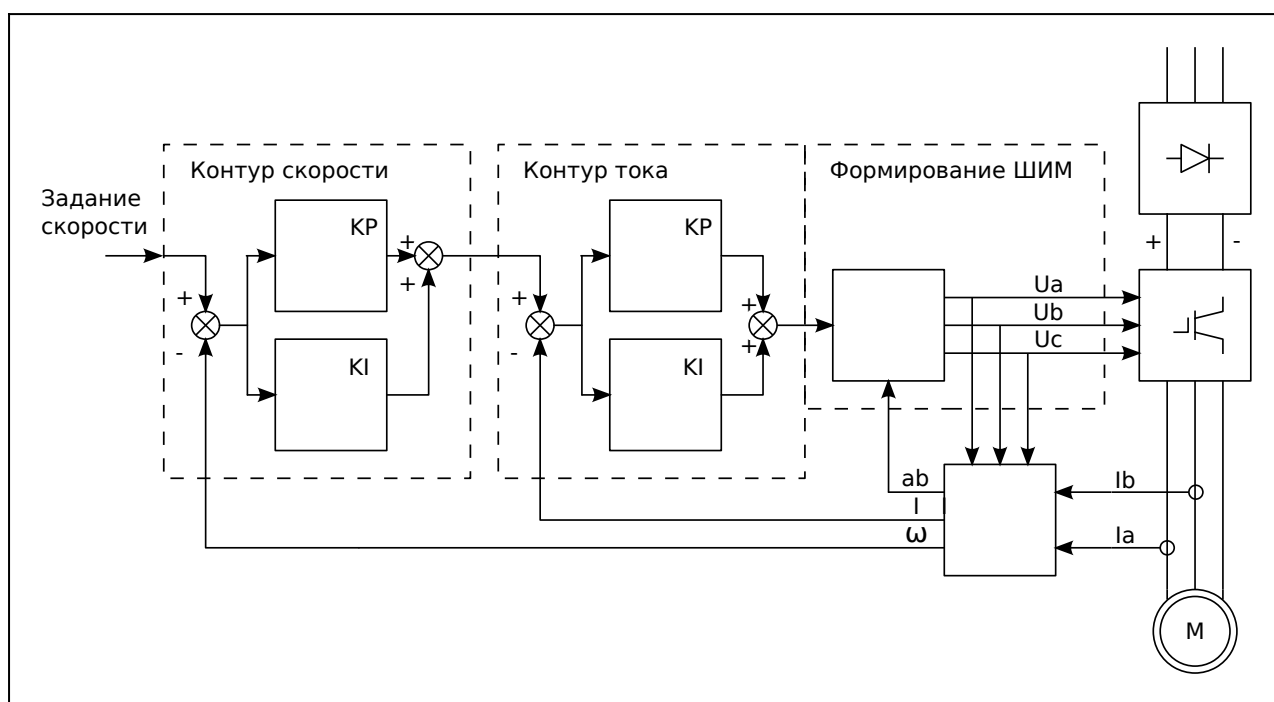 Контур скорости
Контур тока
Формирование ШИМ
Задание
скорости
KP
KP
+
+
+
-
+
+
+
-
+
+
-
KI
KI
Ua
Ub
Uc
ab
I
ω
Ib
Ia
M